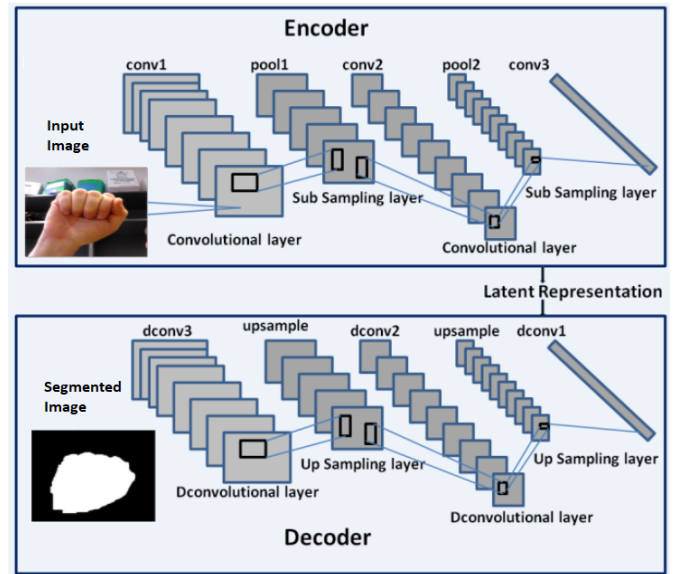 Encoder
conv1 pool1 conv2 pool2 conv3
Input
Image
Sub Sampling layer
Sub Sampling layer
Convolutional layer
Convolutional layer
Latent Representation
dconv3 upsample dconv2 upsample dconv1
Segmented
Image
Up Sampling layer
Up Sampling layer
Dconvolutional layer
Dconvolutional layer
Decoder